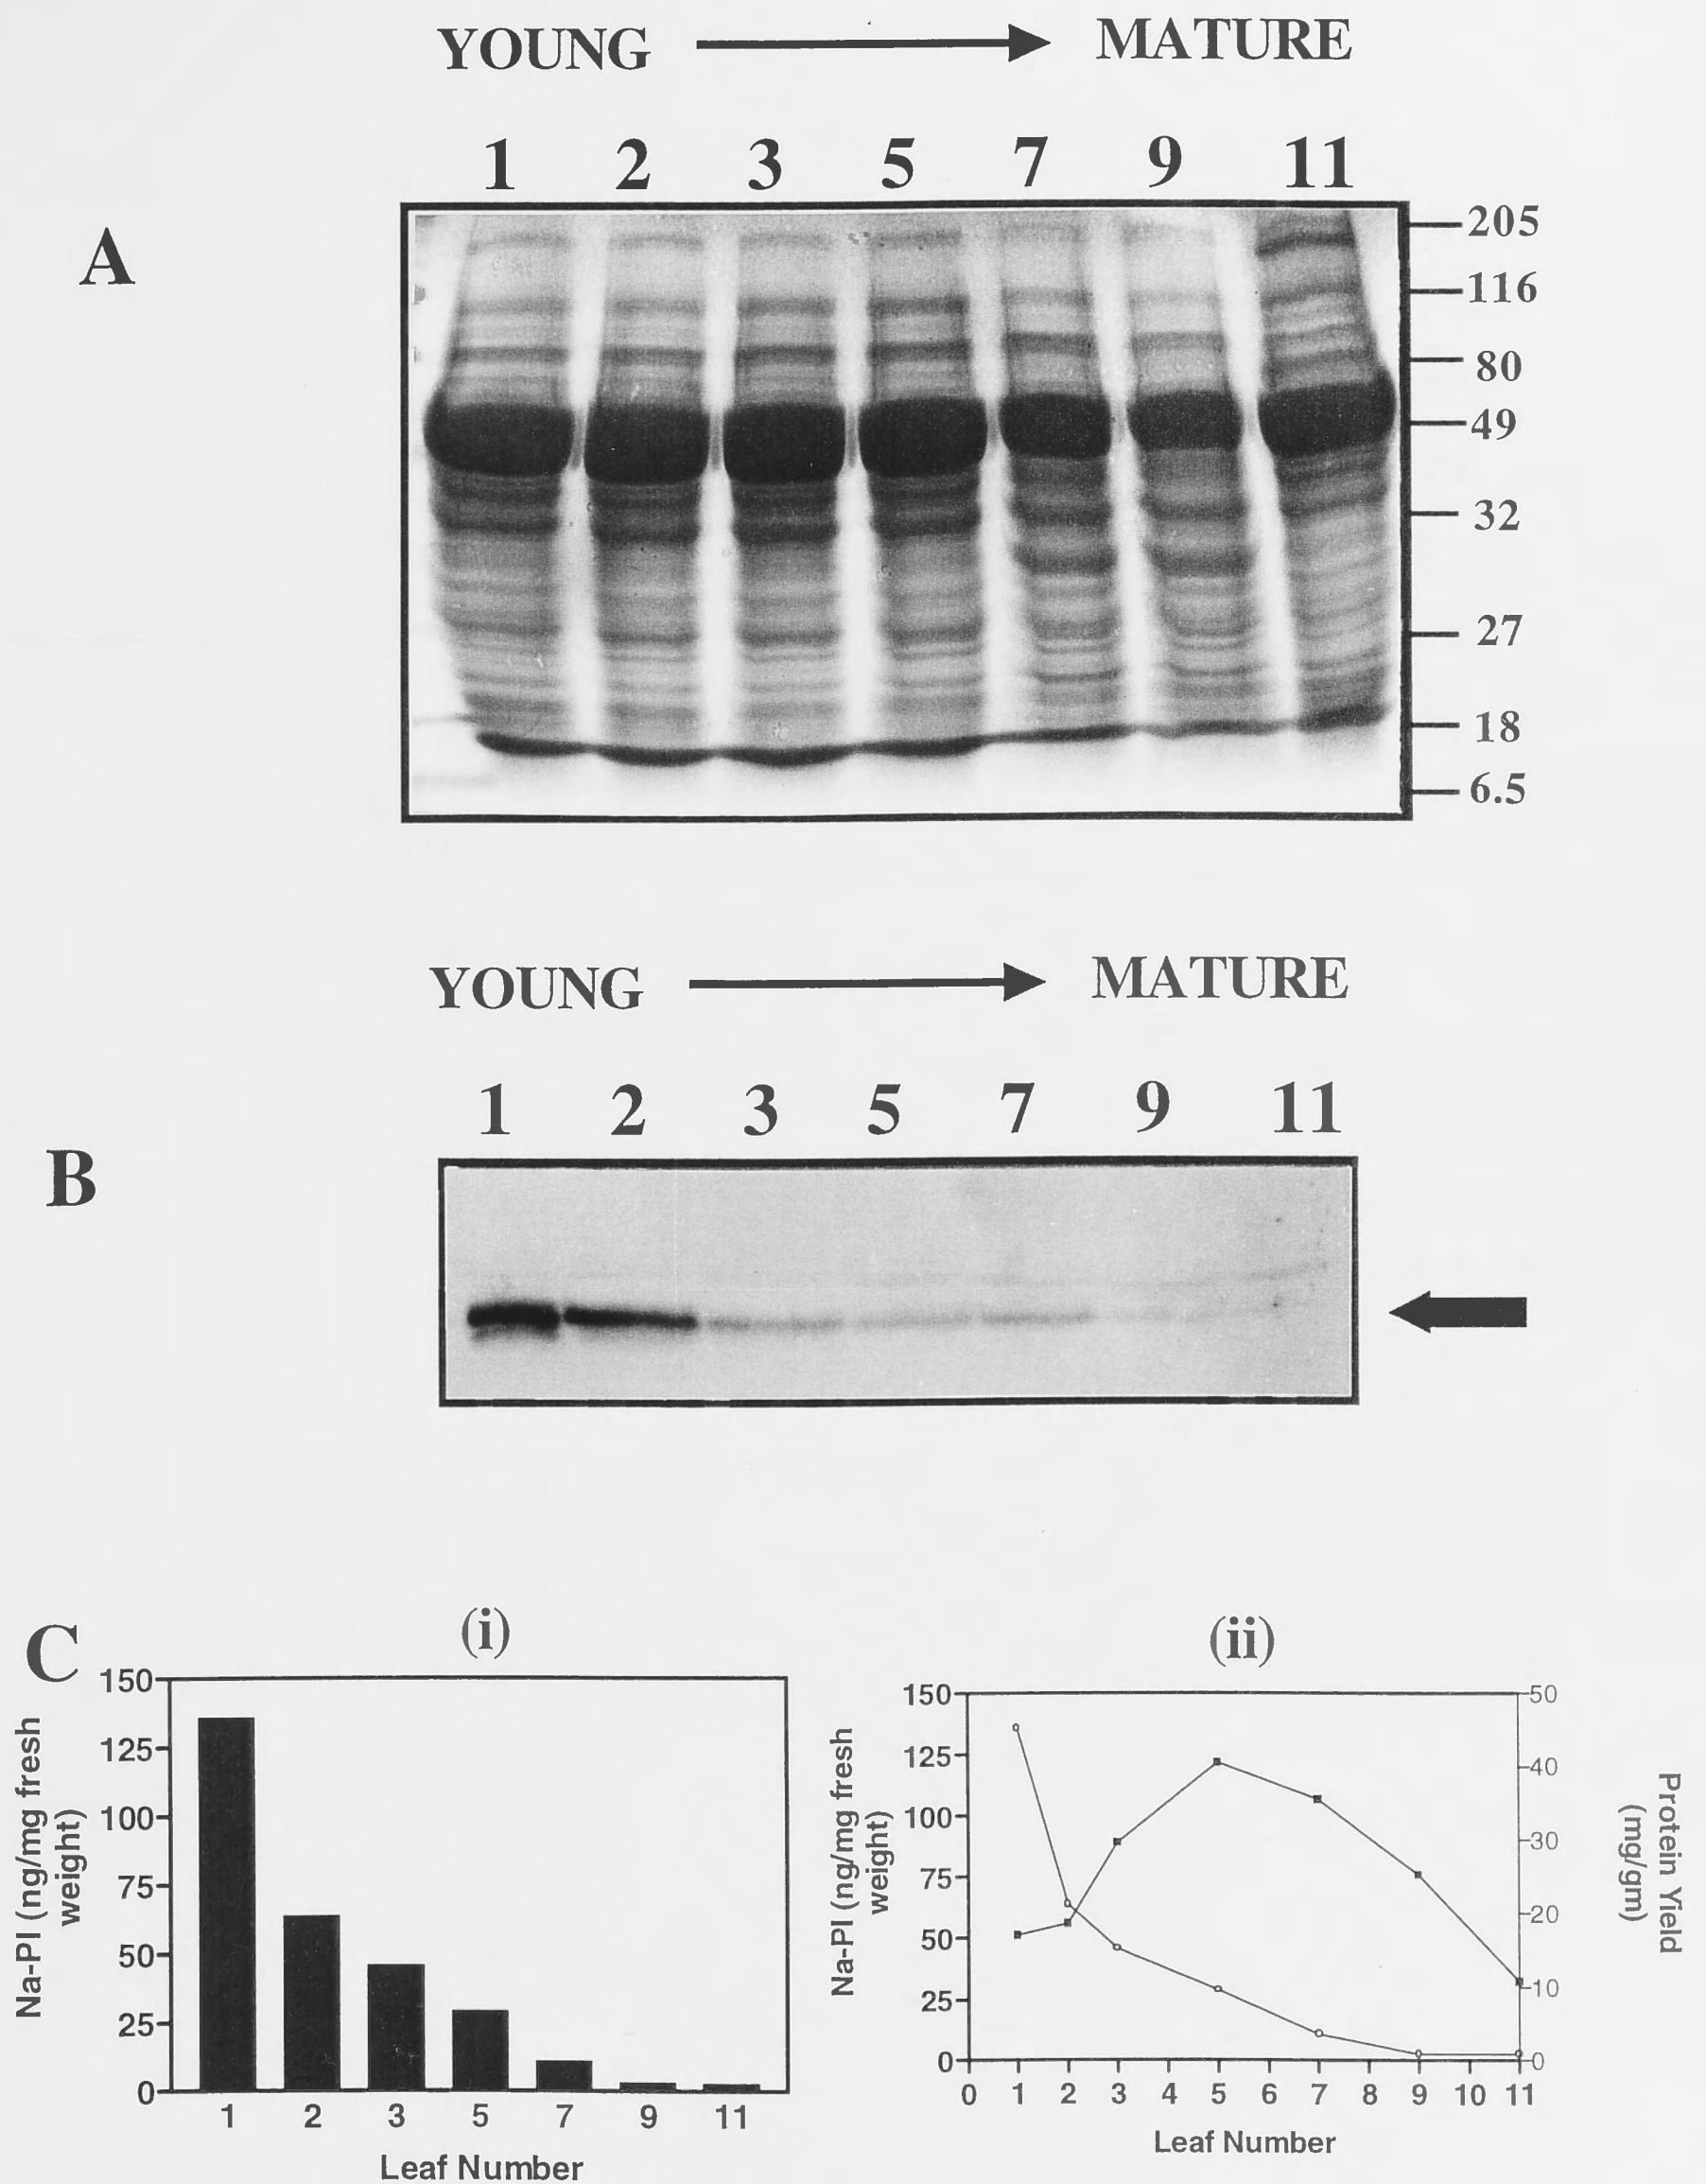 YOUNG MATURE
1 2 3 5 7 9 11
A
205
116
80
49
32
27
18
6.5
YOUNG MATURE
1 2 3 5 7 9 11
B
C
(i)
Na-PI (ng/mg fresh
weight)
150
125
100
75
50
25
0
1 2 3 5 7 9 11
Leaf Number
(ii)
Na-PI (ng/mg fresh
weight)
150
125
100
75
50
25
0
0 1 2 3 4 5 6 7 8 9 10 11
Leaf Number
50
40
30
20
10
0
Protein Yield
(mg/gm)